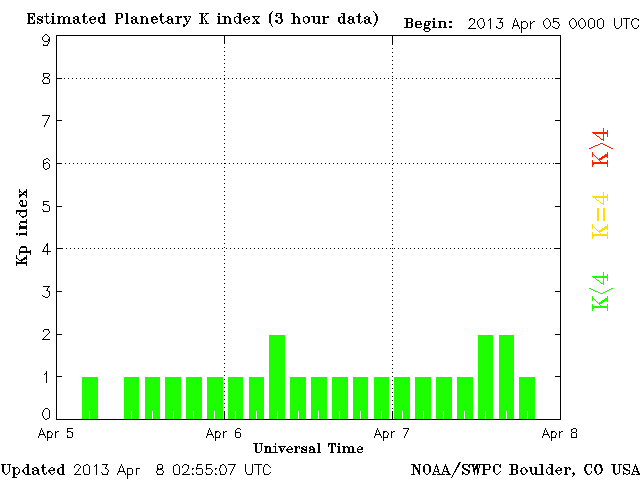 Estimated Planetary K index (3 hour data) Begin: 2013 Apr 05 0000 UTC
9
8
7
6
5
4
3
2
1
0
Kp index
K>4
K=4
K<4
Apr 5 Apr 6 Apr 7 Apr 8
Universal Time
Updated 2013 Apr 8 02:55:07 UTC NOAA/SWPC Boulder, CO USA